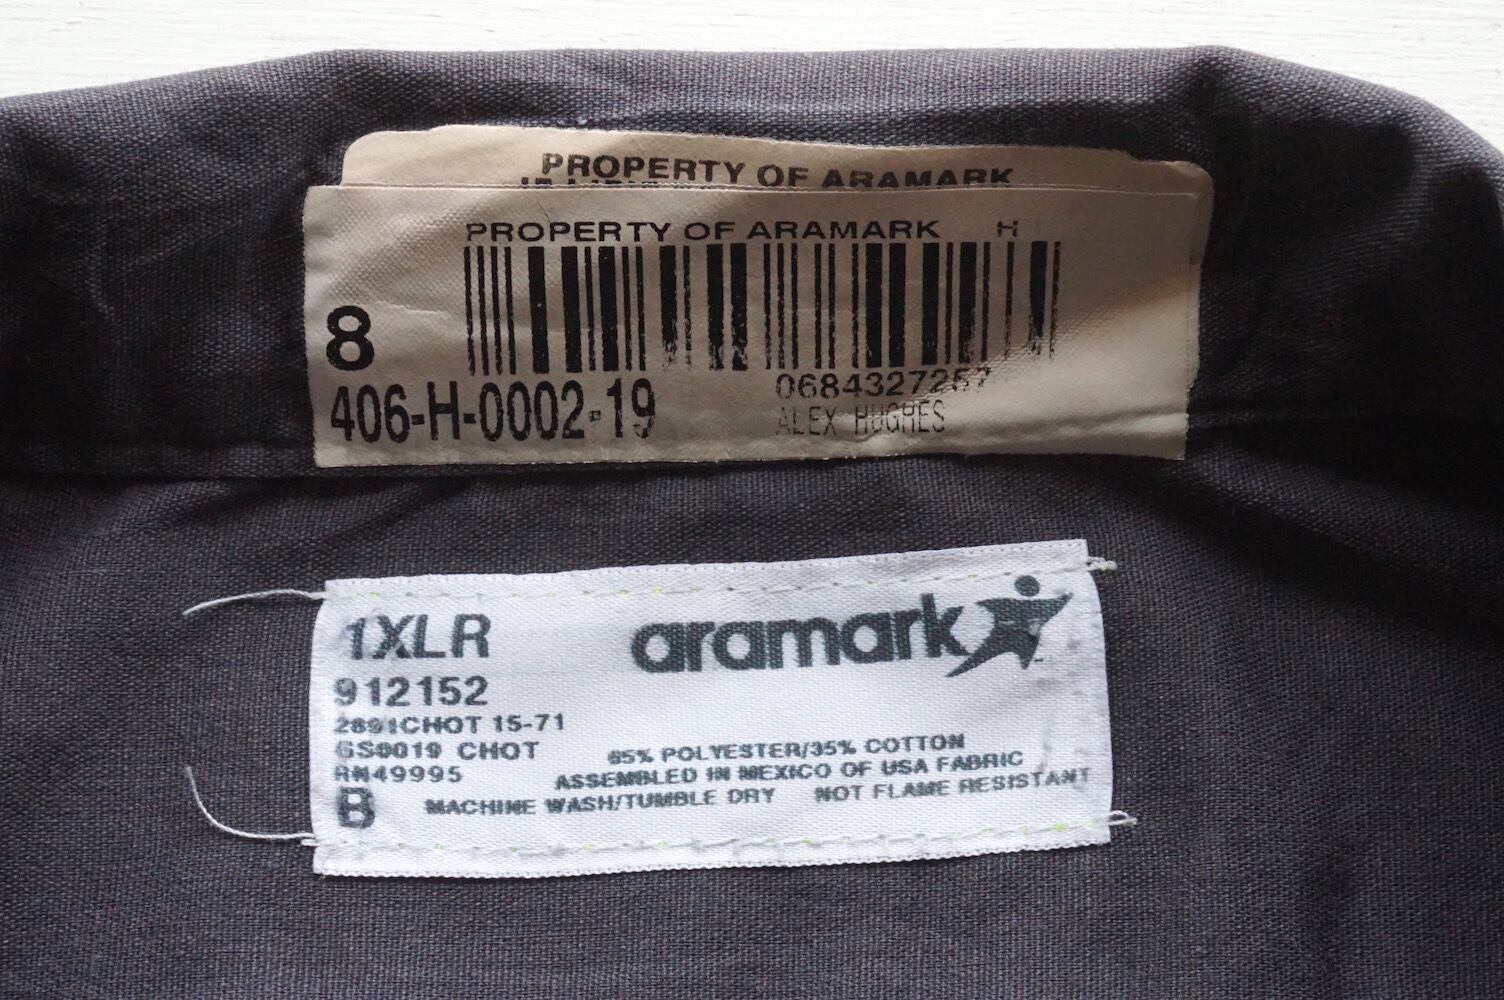 PROPERTY OF ARAMARK
PROPERTY OF ARAMARK H
8
406-H-0002-19
0684327257
ALEX HUGHES
1XLR
aramark
912152
2891CHOT 15-71
GS0019 CHOT
RN49995
65% POLYESTER/35% COTTON
ASSEMBLED IN MEXICO OF USA FABRIC
B
MACHINE WASH/TUMBLE DRY NOT FLAME RESISTANT